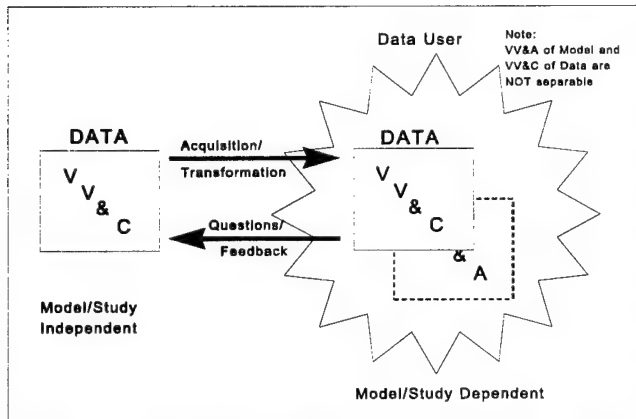 Data User
Note:
VV&A of Model and
VV&C of Data are
NOT separable
DATA
V
V
&
C
Model/Study
Independent
Acquisition/
Transformation
Questions/
Feedback
DATA
V
V
&
C
&
A
Model/Study Dependent